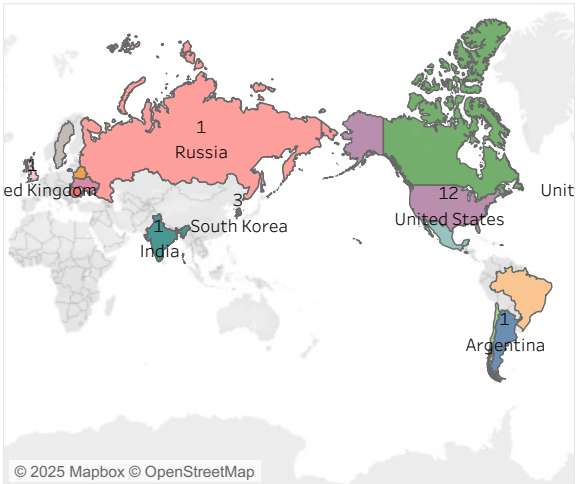 1
Russia
1
ed Kingdom
12
United States
Unit
3
South Korea
1
India
1
Argentina
© 2025 Mapbox © OpenStreetMap